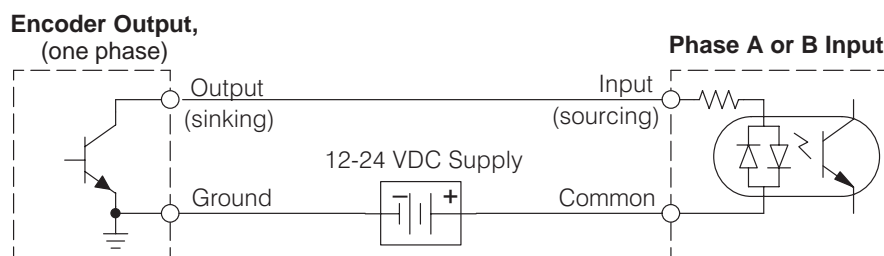 Encoder Output,
(one phase)
Phase A or B Input
Output
(sinking)
Input
(sourcing)
12-24 VDC Supply
Ground
– +
Common